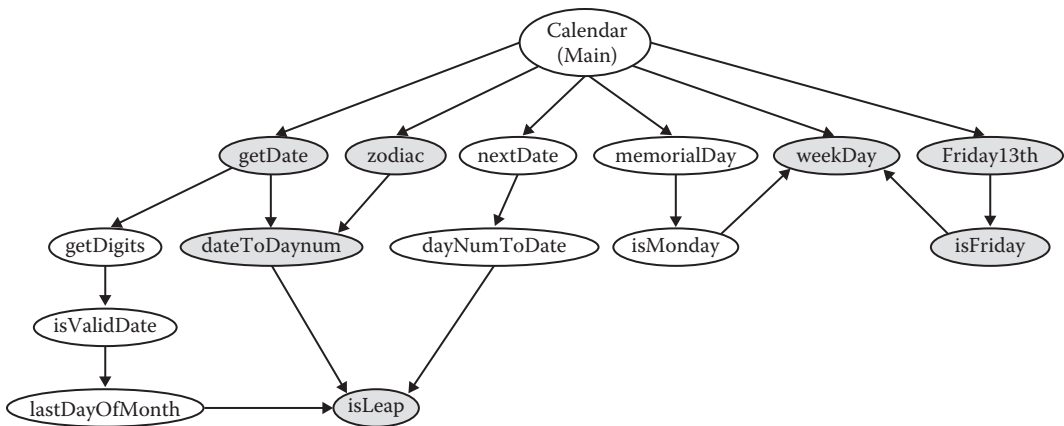 Calendar
(Main)
getDate
zodiac
nextDate
memorialDay
weekDay
Friday13th
getDigits
dateToDaynum
dayNumToDate
isMonday
isFriday
isValidDate
lastDayOfMonth
isLeap